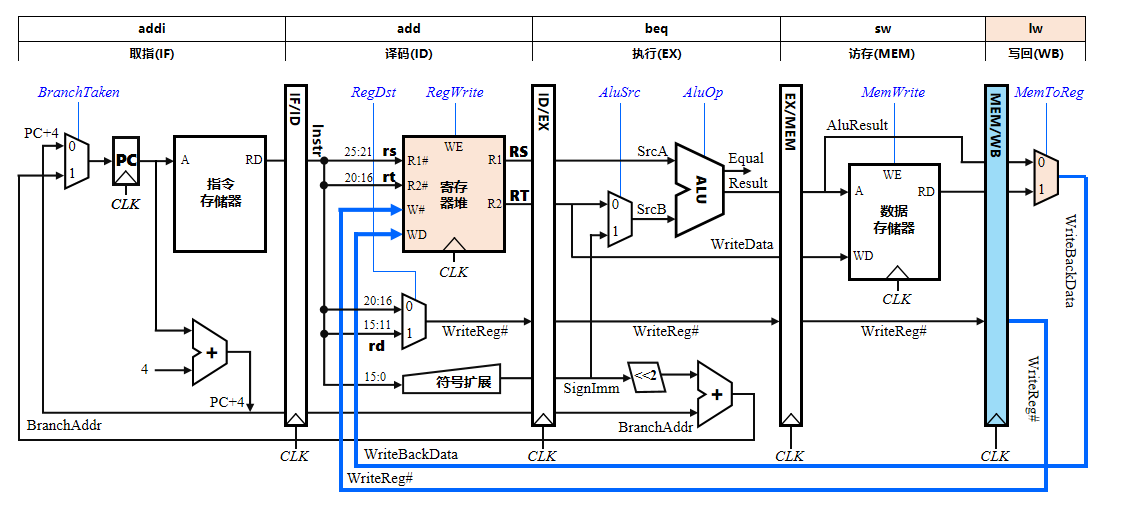 addi add beq sw lw
取指(IF) 译码(ID) 执行(EX) 访存(MEM) 写回(WB)
BranchTaken RegDst RegWrite AluSrc AluOp MemWrite MemToReg
IF/ID ID/EX EX/MEM MEM/WB
PC+4 0 Instr AluResult
PC A RD 25:21 rs R1# WE R1 RS SrcA Equal 0
1 指令 20:16 rt R2# 寄存 ALU Result A WE RD 1
CLK 存储器 W# 器堆 R2 RT 0 SrcB 数据
WD 1 WriteData 存储器
CLK WD
CLK
WriteBackData
20:16 0
15:11 1 WriteReg# WriteReg# WriteReg#
rd
+
4 15:0 符号扩展 SignImm <<2 + WriteReg#
PC+4
BranchAddr BranchAddr
CLK WriteBackData CLK CLK CLK
WriteReg#